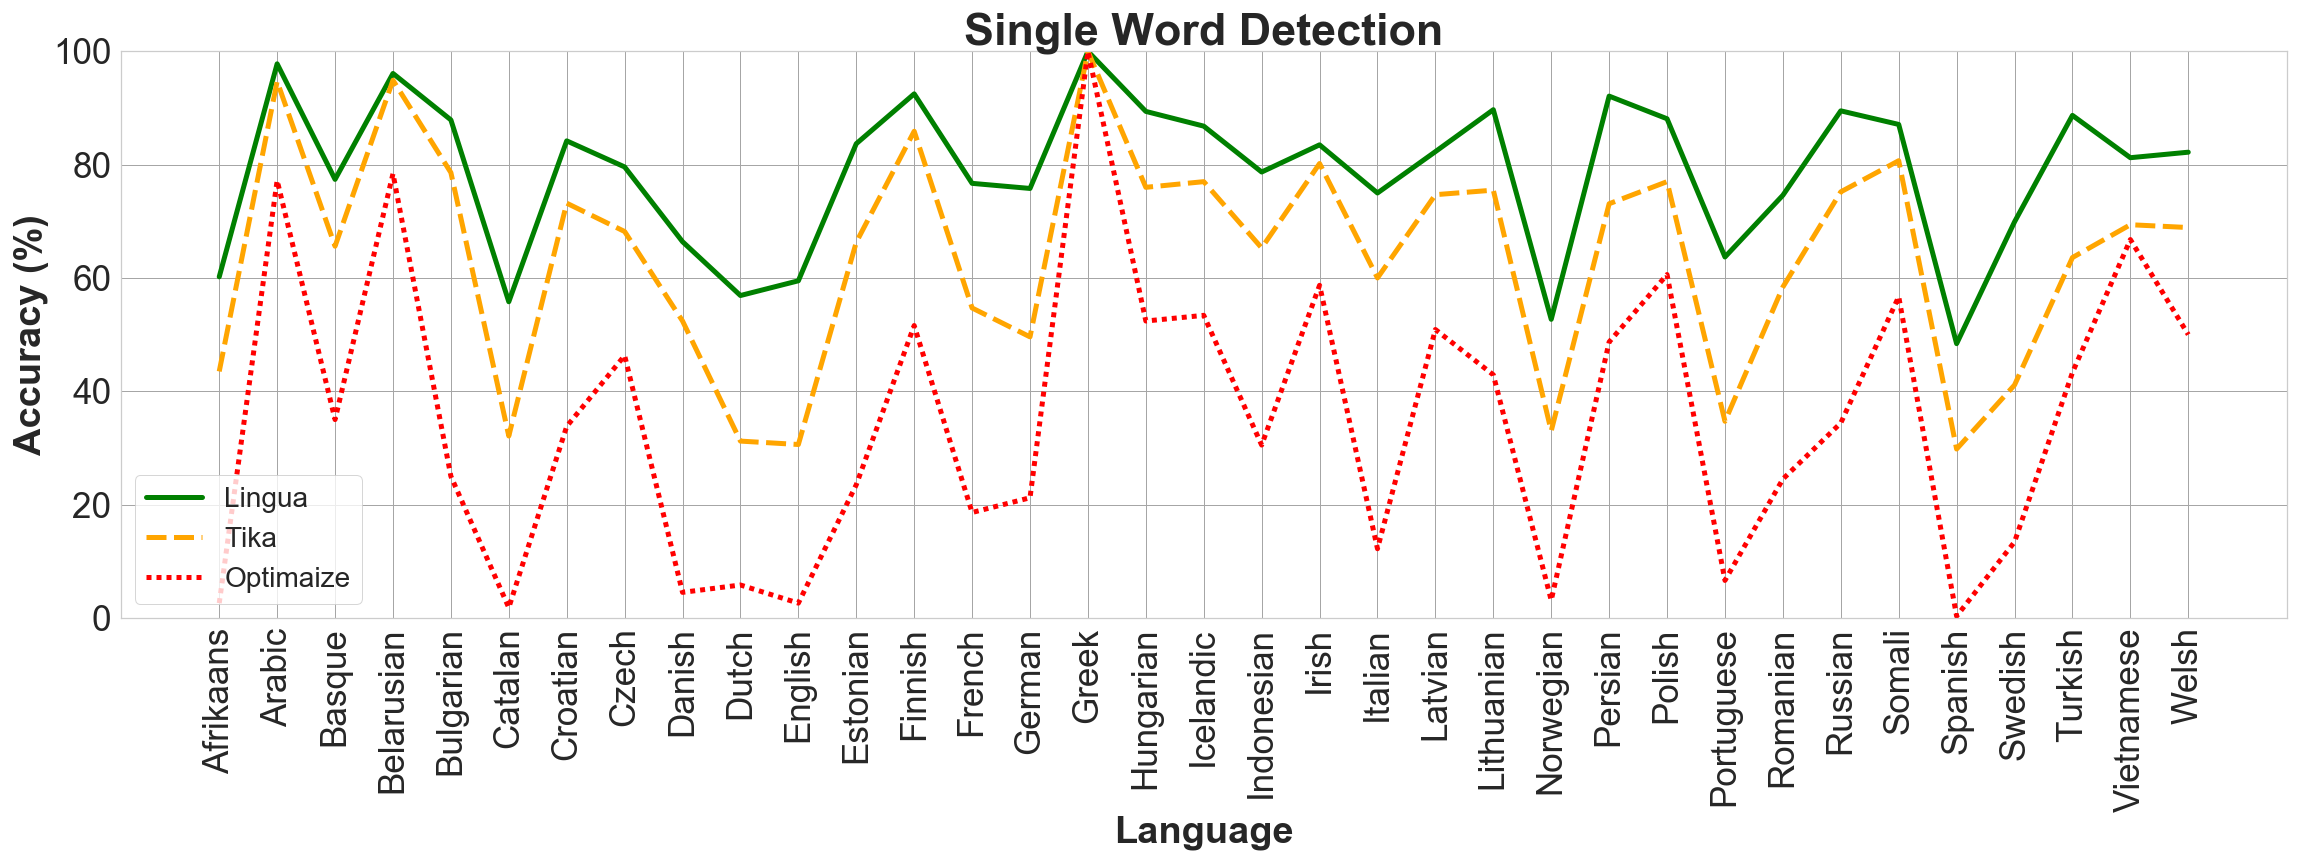 Single Word Detection
Accuracy (%)
100
80
60
40
20
0
Lingua
Tika
Optimaize
Afrikaans
Arabic
Basque
Belarusian
Bulgarian
Catalan
Croatian
Czech
Danish
Dutch
English
Estonian
Finnish
French
German
Greek
Hungarian
Icelandic
Indonesian
Irish
Italian
Latvian
Lithuanian
Norwegian
Persian
Polish
Portuguese
Romanian
Russian
Somali
Spanish
Swedish
Turkish
Vietnamese
Welsh
Language